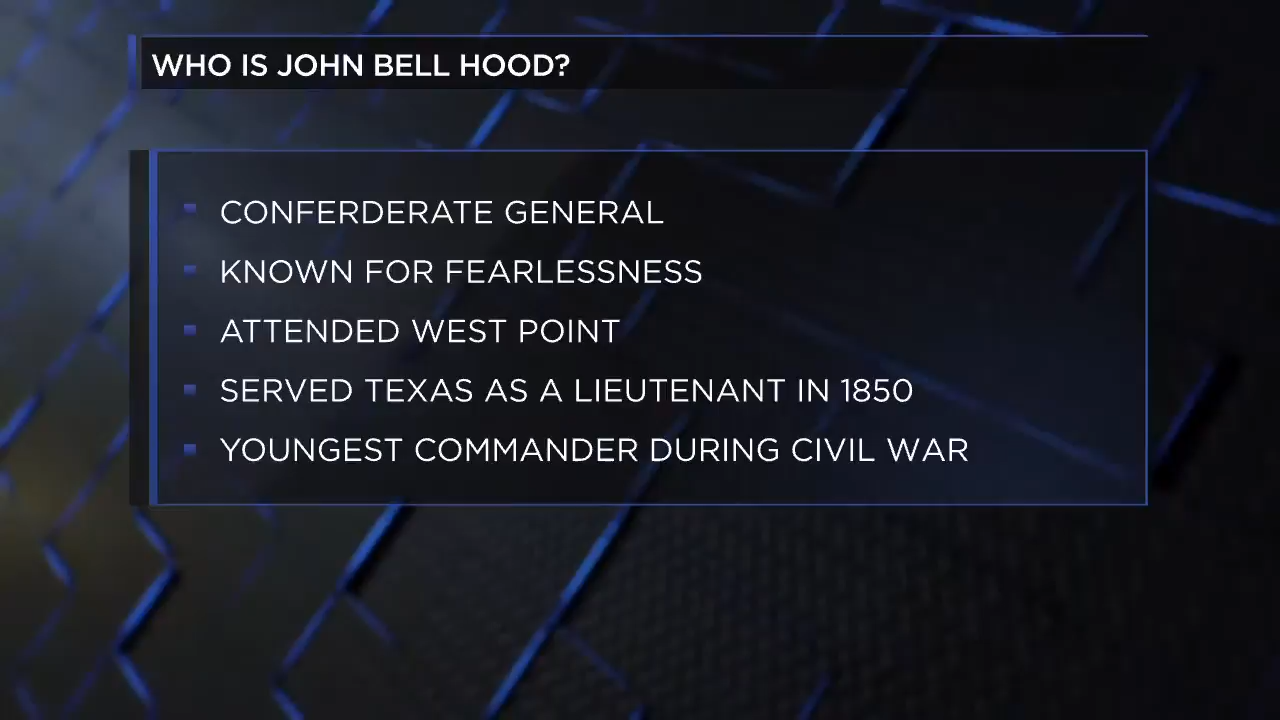 WHO IS JOHN BELL HOOD?
CONFERDERATE GENERAL
KNOWN FOR FEARLESSNESS
ATTENDED WEST POINT
SERVED TEXAS AS A LIEUTENANT IN 1850
YOUNGEST COMMANDER DURING CIVIL WAR